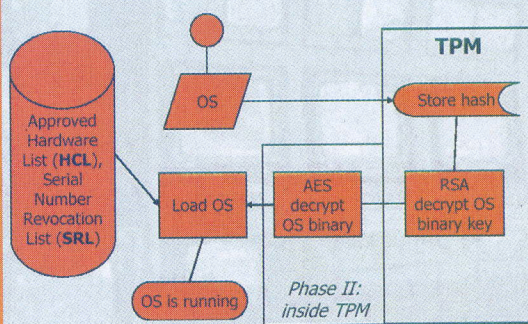 TPM
OS
Store hash
Approved
Hardware
List (HCL),
Serial
Number
Revocation
List (SRL)
Load OS
AES
decrypt
OS binary
RSA
decrypt OS
binary key
OS is running
Phase II:
inside TPM